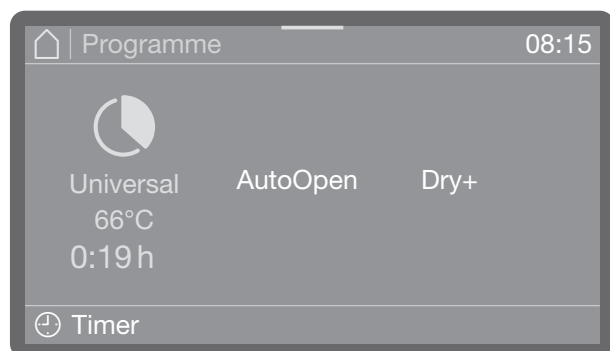 Programme 08:15
Universal AutoOpen Dry+
66°C
0:19 h
Timer